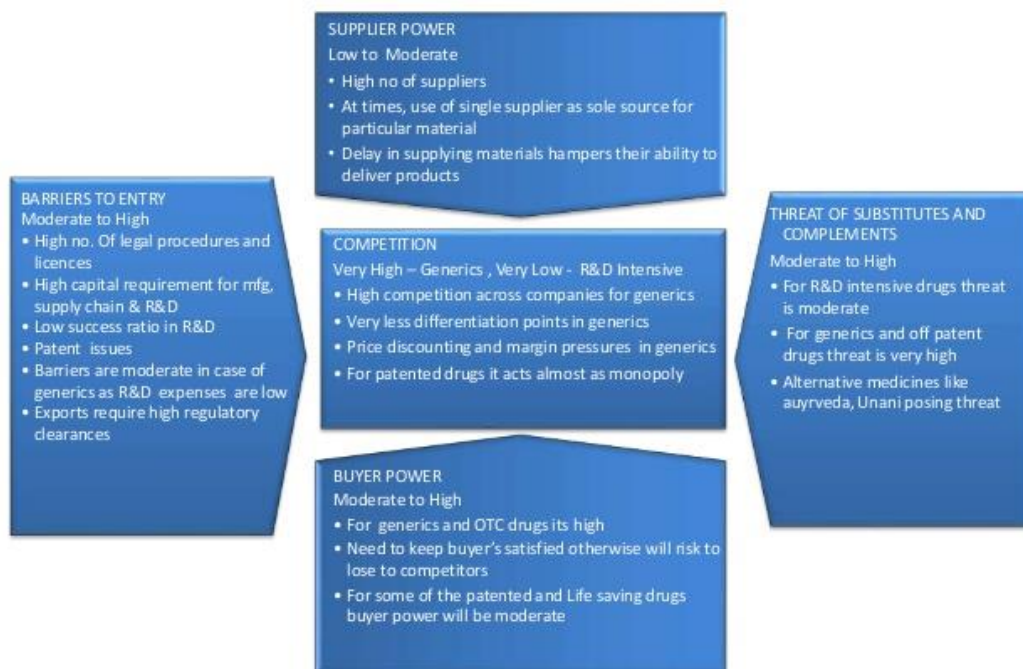 SUPPLIER POWER
Low to Moderate
• High no of suppliers
• At times, use of single supplier as sole source for
particular material
• Delay in supplying materials hampers their ability to
deliver products
BARRIERS TO ENTRY
Moderate to High
• High no. Of legal procedures and
licences
• High capital requirement for mfg,
supply chain & R&D
• Low success ratio in R&D
• Patent issues
• Barriers are moderate in case of
generics as R&D expenses are low
• Exports require high regulatory
clearances
COMPETITION
Very High – Generics , Very Low - R&D Intensive
• High competition across companies for generics
• Very less differentiation points in generics
• Price discounting and margin pressures in generics
• For patented drugs it acts almost as monopoly
THREAT OF SUBSTITUTES AND
COMPLEMENTS
Moderate to High
• For R&D intensive drugs threat
is moderate
• For generics and off patent
drugs threat is very high
• Alternative medicines like
auyrveda, Unani posing threat
BUYER POWER
Moderate to High
• For generics and OTC drugs its high
• Need to keep buyer's satisfied otherwise will risk to
lose to competitors
• For some of the patented and Life saving drugs
buyer power will be moderate